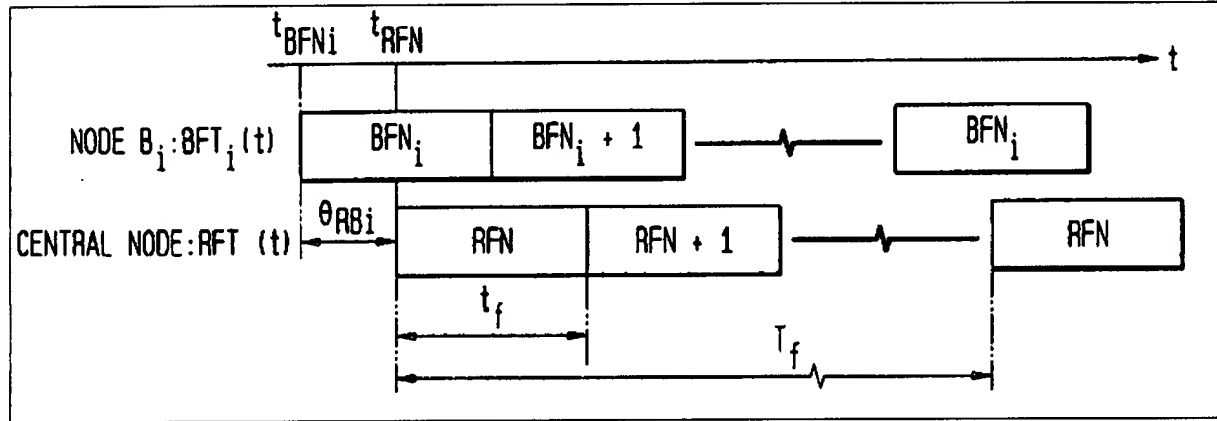 tBFNi tRFN
t
NODE Bi:BFTi(t) BFNi BFNi + 1 BFNi
θRBi
CENTRAL NODE:RFT (t) RFN RFN + 1 RFN
tf
Tf